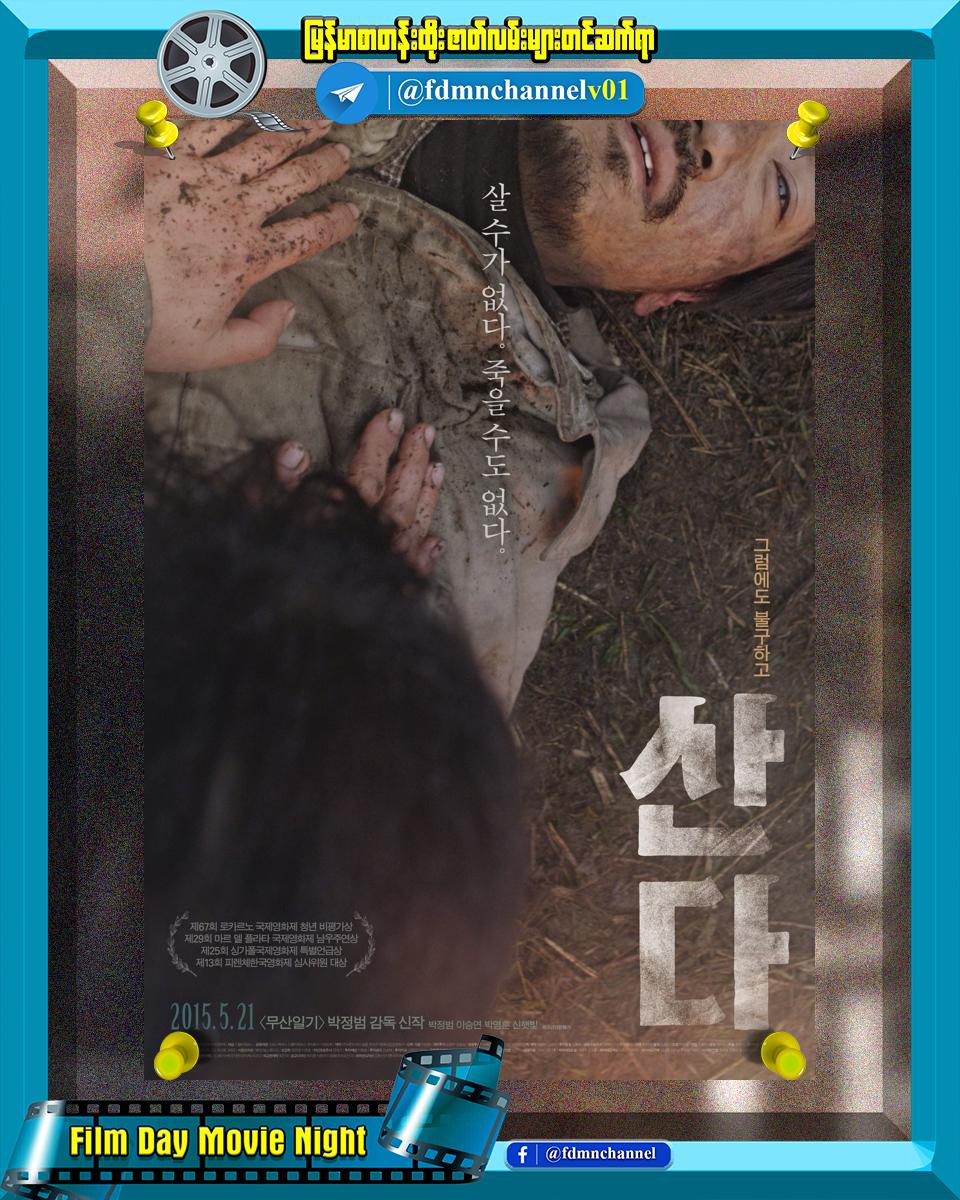 မြန်မာစာတန်းထိုးဇာတ်လမ်းများတင်ဆက်ရာ
@fdmnchannelv01
살 수가 없다. 죽을 수도 없다.
그럼에도 불구하고
산다
제67회 로카르노 국제영화제 청년 비평가상
제29회 마르 델 플라타 국제영화제 남우주연상
제25회 싱가폴국제영화제 특별언급상
제13회 피렌체한국영화제 심사위원 대상
2015.5.21 <무산일기> 박정범 감독 신작 박정범 이승연 박명훈 신햇빛
Film Day Movie Night
@fdmnchannel